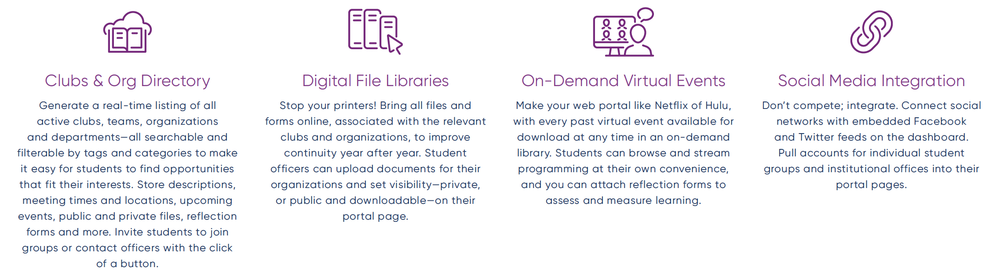 Clubs & Org Directory
Generate a real-time listing of all
active clubs, teams, organizations
and departments—all searchable and
filterable by tags and categories to make
it easy for students to find opportunities
that fit their interests. Store descriptions,
meeting times and locations, upcoming
events, public and private files, reflection
forms and more. Invite students to join
groups or contact officers with the click
of a button.
Digital File Libraries
Stop your printers! Bring all files and
forms online, associated with the relevant
clubs and organizations, to improve
continuity year after year. Student
officers can upload documents for their
organizations and set visibility—private,
or public and downloadable—on their
portal page.
On-Demand Virtual Events
Make your web portal like Netflix of Hulu,
with every past virtual event available for
download at any time in an on-demand
library. Students can browse and stream
programming at their own convenience,
and you can attach reflection forms to
assess and measure learning.
Social Media Integration
Don’t compete; integrate. Connect social
networks with embedded Facebook
and Twitter feeds on the dashboard.
Pull accounts for individual student
groups and institutional offices into their
portal pages.